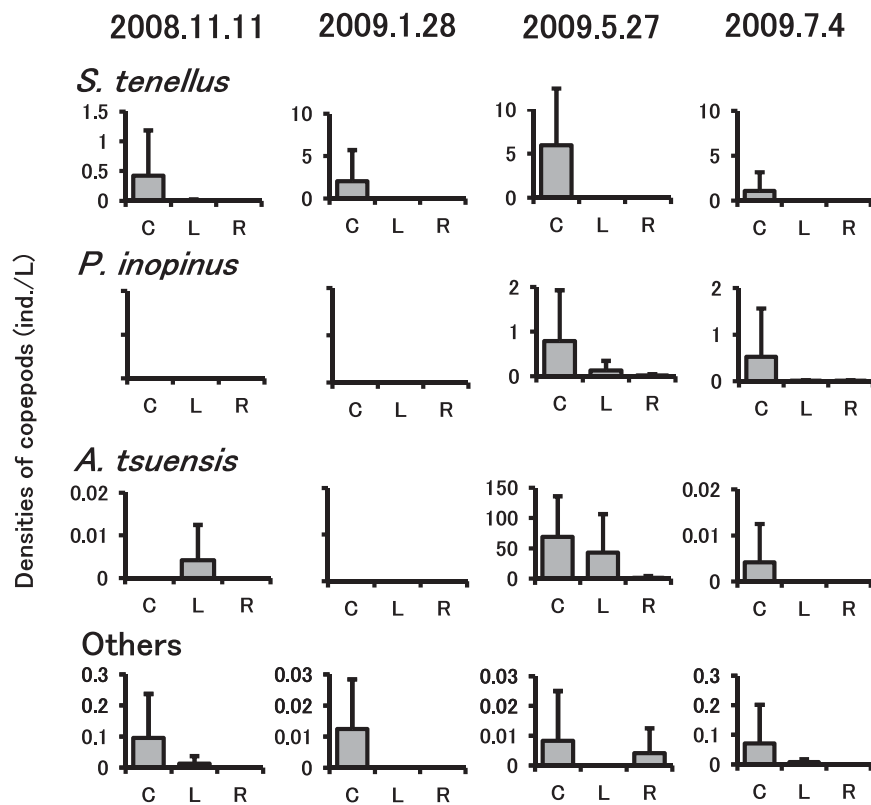 2008.11.11 2009.1.28 2009.5.27 2009.7.4
S. tenellus
1.5 10 10 10
1
0.5 5 5 5
0 0 0 0
C L R C L R C L R C L R
P. inopinus
2 2
1 1
0 0
C L R C L R C L R C L R
A. tsuensis
0.02 150 0.02
100
0.01 50 0.01
0 0 0
C L R C L R C L R C L R
Others
0.3 0.03 0.03 0.3
0.2 0.02 0.02 0.2
0.1 0.01 0.01 0.1
0 0 0 0
C L R C L R C L R C L R
Densities of copepods (ind./L)